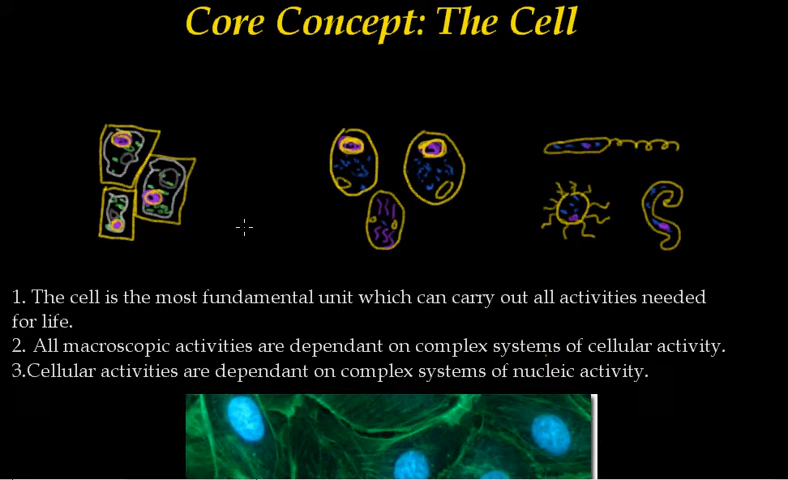 Core Concept: The Cell
1. The cell is the most fundamental unit which can carry out all activities needed
for life.
2. All macroscopic activities are dependant on complex systems of cellular activity.
3.Cellular activities are dependant on complex systems of nucleic activity.